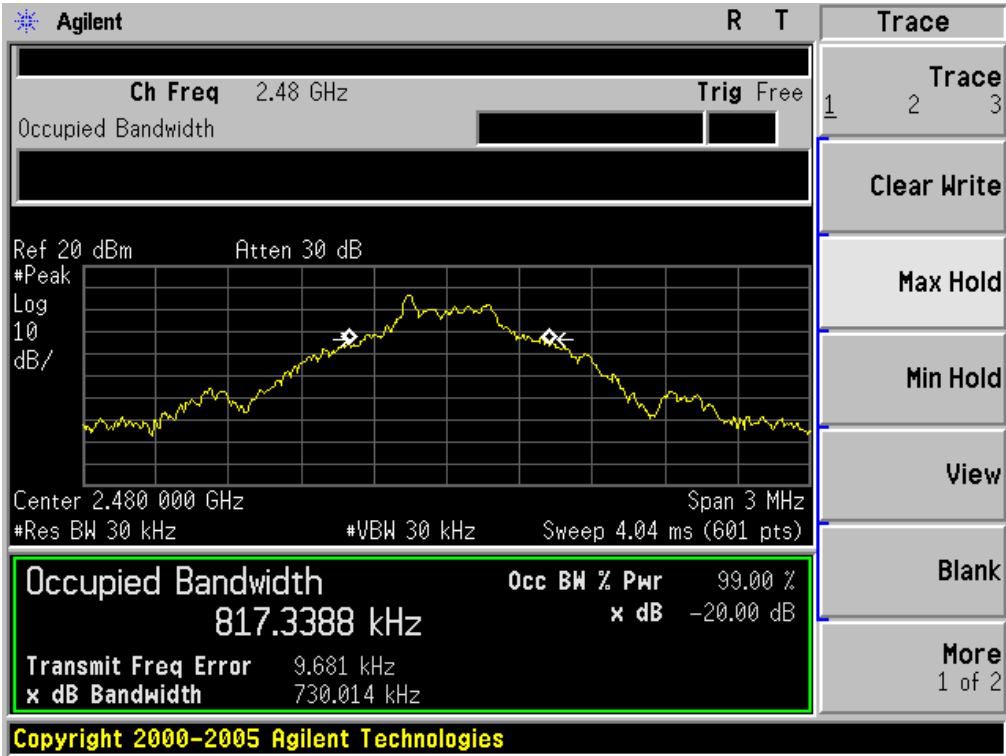 Agilent R T Trace
Ch Freq 2.48 GHz Trig Free
Occupied Bandwidth
Trace
1 2 3
Clear Write
Max Hold
Min Hold
View
Blank
More
1 of 2
Ref 20 dBm Atten 30 dB
#Peak
Log
10
dB/
Center 2.480 000 GHz Span 3 MHz
#Res BW 30 kHz #VBW 30 kHz Sweep 4.04 ms (601 pts)
Occupied Bandwidth Occ BW % Pwr 99.00 %
817.3388 kHz x dB -20.00 dB
Transmit Freq Error 9.681 kHz
x dB Bandwidth 730.014 kHz
Copyright 2000-2005 Agilent Technologies